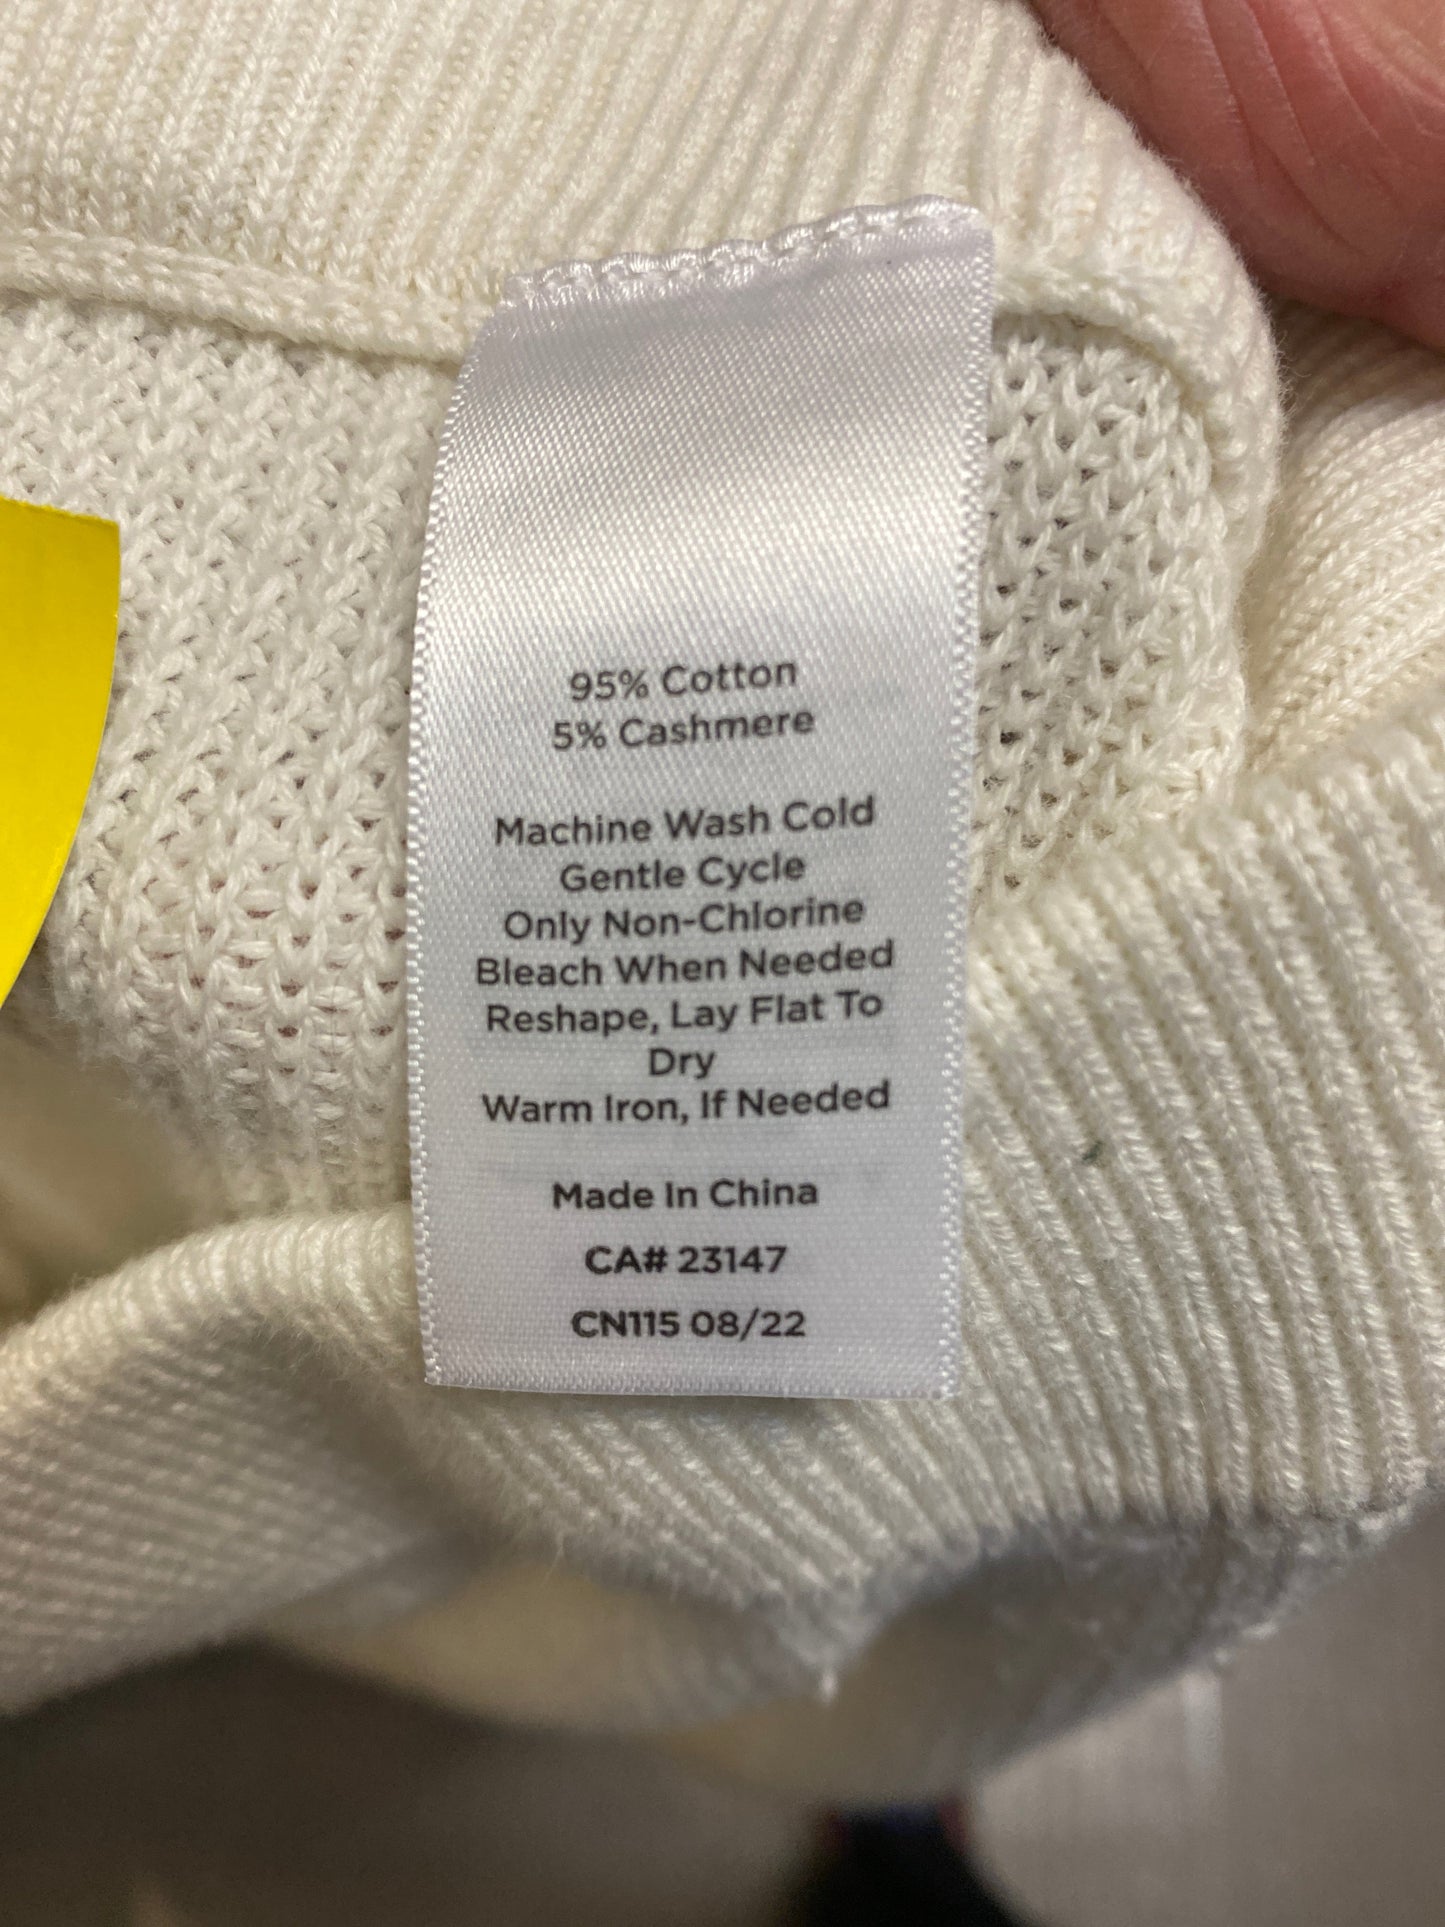 95% Cotton
5% Cashmere
Machine Wash Cold
Gentle Cycle
Only Non-Chlorine
Bleach When Needed
Reshape, Lay Flat To
Dry
Warm Iron, If Needed
Made In China
CA# 23147
CN115 08/22